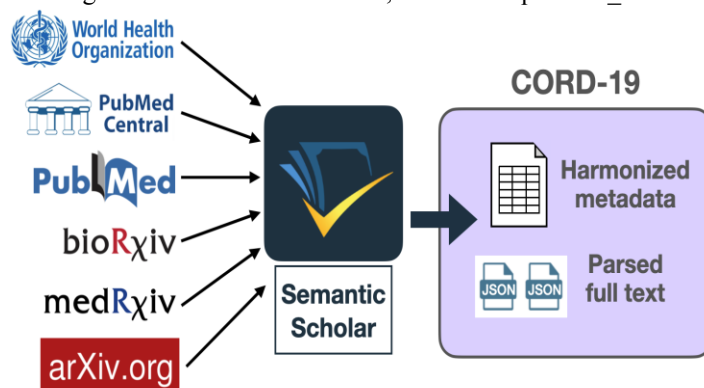 World Health
Organization
PubMed
Central
PubMed
bioRχiv
medRχiv
arXiv.org
Semantic
Scholar
CORD-19
Harmonized
metadata
JSON JSON
Parsed
full text